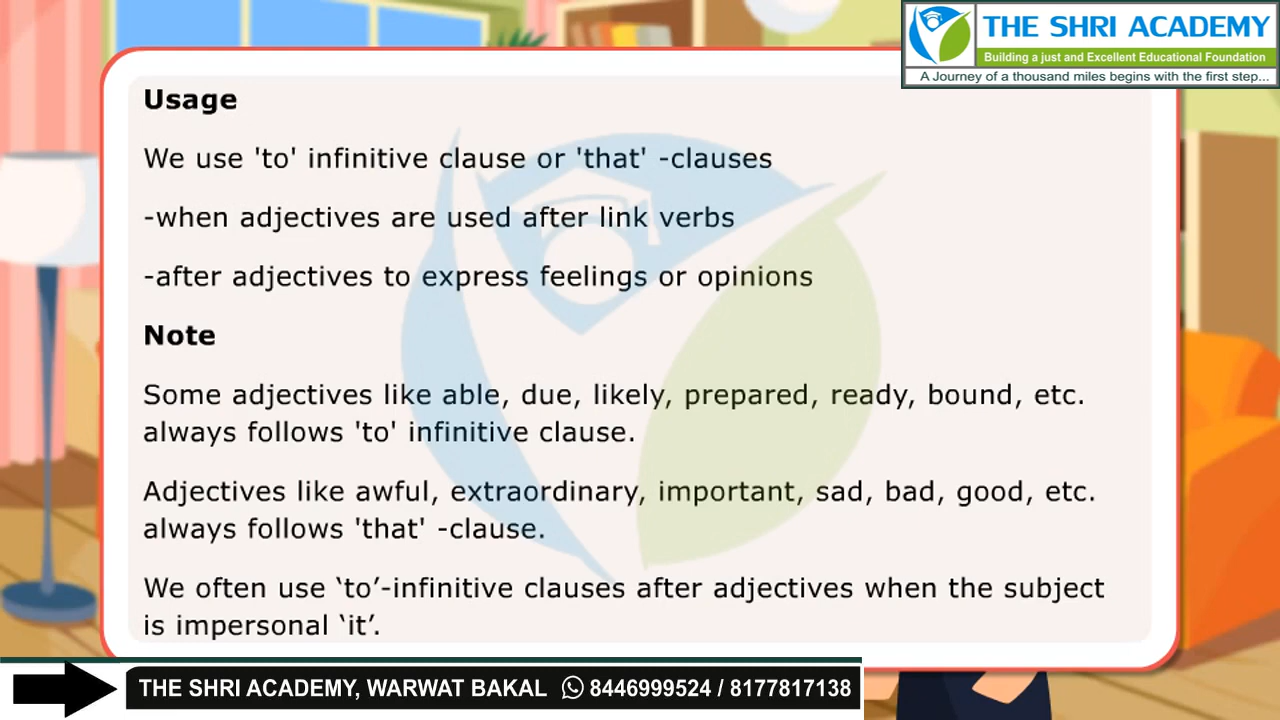 THE SHRI ACADEMY
Building a just and Excellent Educational Foundation
A Journey of a thousand miles begins with the first step...
Usage
We use 'to' infinitive clause or 'that' -clauses
-when adjectives are used after link verbs
-after adjectives to express feelings or opinions
Note
Some adjectives like able, due, likely, prepared, ready, bound, etc.
always follows 'to' infinitive clause.
Adjectives like awful, extraordinary, important, sad, bad, good, etc.
always follows 'that' -clause.
We often use ‘to’-infinitive clauses after adjectives when the subject
is impersonal ‘it’.
THE SHRI ACADEMY, WARWAT BAKAL 8446999524 / 8177817138